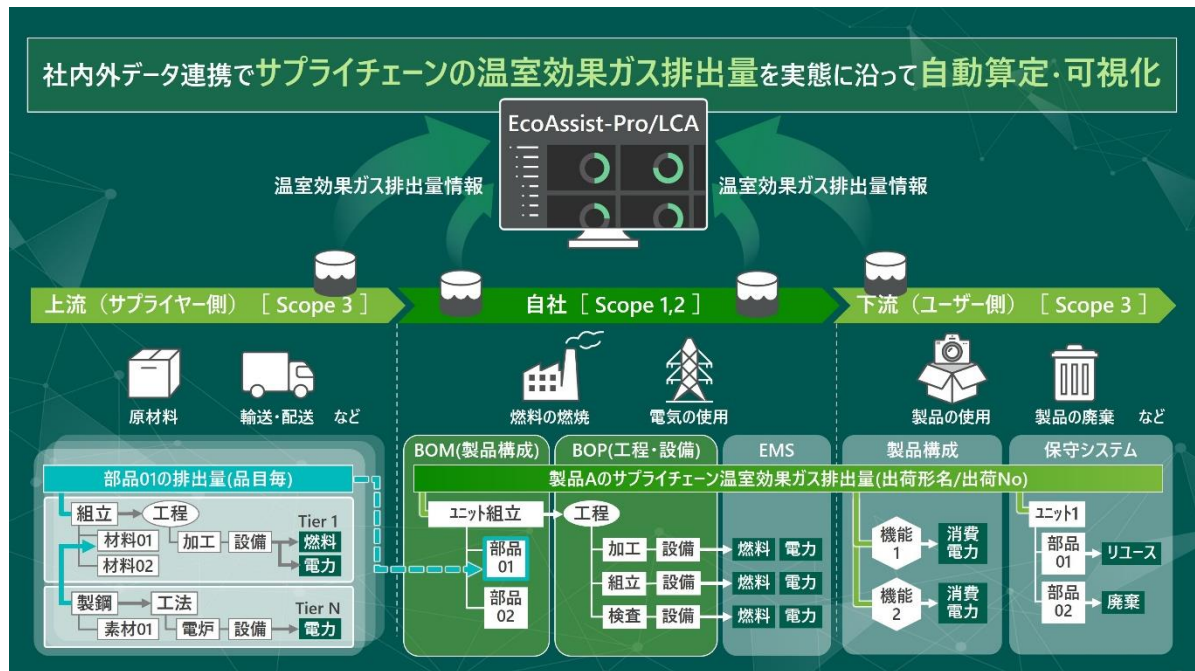 社内外データ連携でサプライチェーンの温室効果ガス排出量を実態に沿って自動算定・可視化
EcoAssist-Pro/LCA
温室効果ガス排出量情報
温室効果ガス排出量情報
上流（サプライヤー側）［ Scope 3 ］
自社［ Scope 1,2 ］
下流（ユーザー側）［ Scope 3 ］
原材料
輸送・配送 など
燃料の燃焼
電気の使用
製品の使用
製品の廃棄 など
部品01の排出量(品目毎)
組立
工程
Tier 1
材料01
加工
設備
燃料
材料02
電力
製鋼
工法
Tier N
素材01
電炉
設備
電力
BOM(製品構成)
BOP(工程・設備)
EMS
製品構成
保守システム
製品Aのサプライチェーン温室効果ガス排出量(出荷形名/出荷No)
ユニット組立
工程
部品
01
部品
02
加工
設備
燃料
電力
組立
設備
燃料
電力
検査
設備
燃料
電力
機能
1
消費
電力
機能
2
消費
電力
ユニット1
部品
01
リユース
部品
02
廃棄